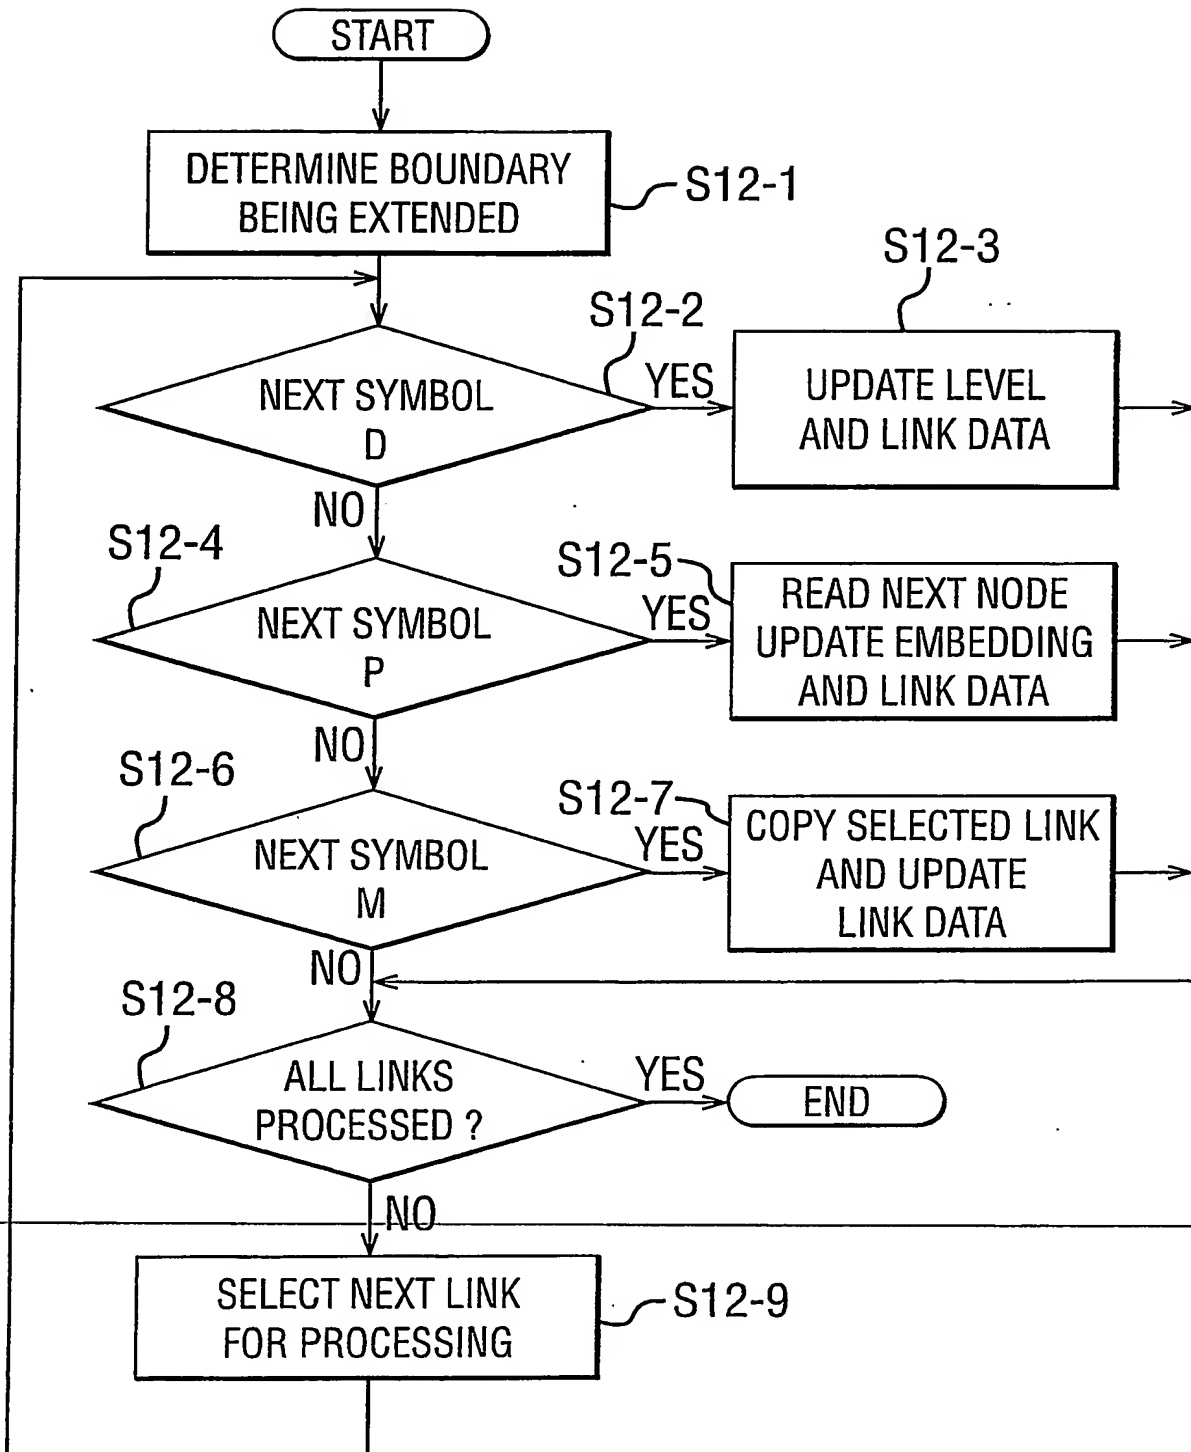 START
DETERMINE BOUNDARY
BEING EXTENDED
S12-1
S12-3
S12-2
NEXT SYMBOL
D
YES
UPDATE LEVEL
AND LINK DATA
NO
S12-4
S12-5
NEXT SYMBOL
P
YES
READ NEXT NODE
UPDATE EMBEDDING
AND LINK DATA
NO
S12-6
S12-7
NEXT SYMBOL
M
YES
COPY SELECTED LINK
AND UPDATE
LINK DATA
NO
S12-8
ALL LINKS
PROCESSED ?
YES
END
NO
SELECT NEXT LINK
FOR PROCESSING
S12-9